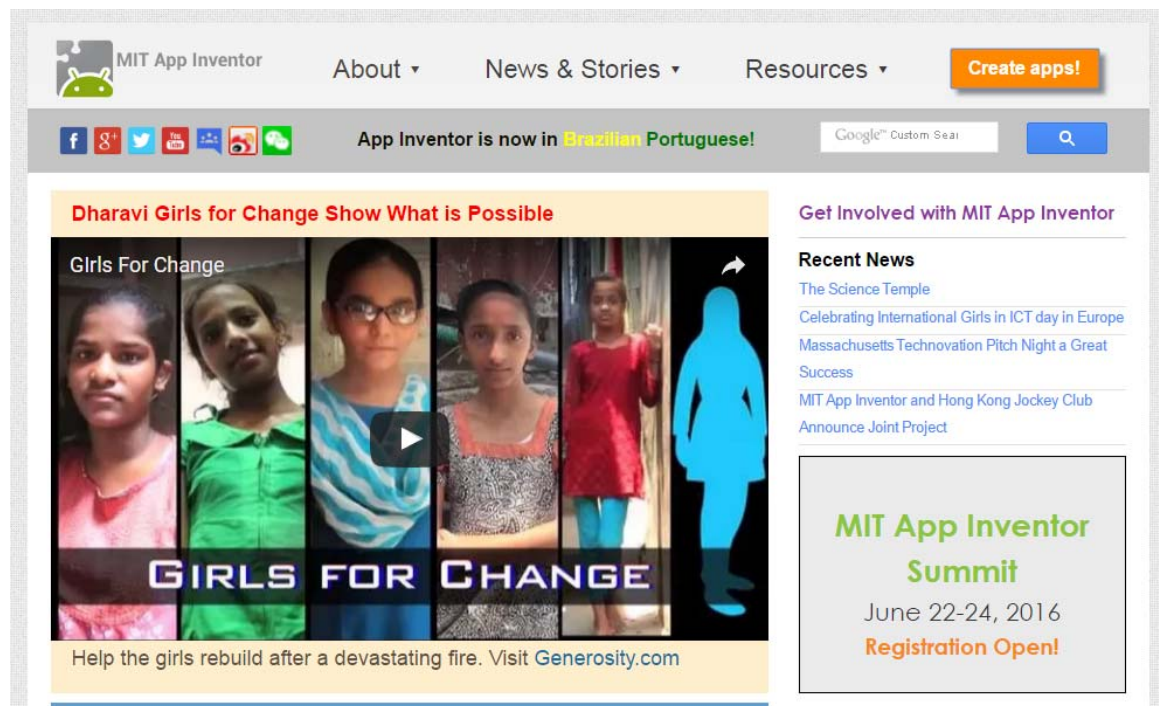 MIT App Inventor
About
News & Stories
Resources
Create apps!
f
g+
You
Tube
App Inventor is now in Brazilian Portuguese!
Google™ Custom Sear
Dharavi Girls for Change Show What is Possible
GIrls For Change
GIRLS FOR CHANGE
Help the girls rebuild after a devastating fire. Visit Generosity.com
Get Involved with MIT App Inventor
Recent News
The Science Temple
Celebrating International Girls in ICT day in Europe
Massachusetts Technovation Pitch Night a Great
Success
MIT App Inventor and Hong Kong Jockey Club
Announce Joint Project
MIT App Inventor
Summit
June 22-24, 2016
Registration Open!